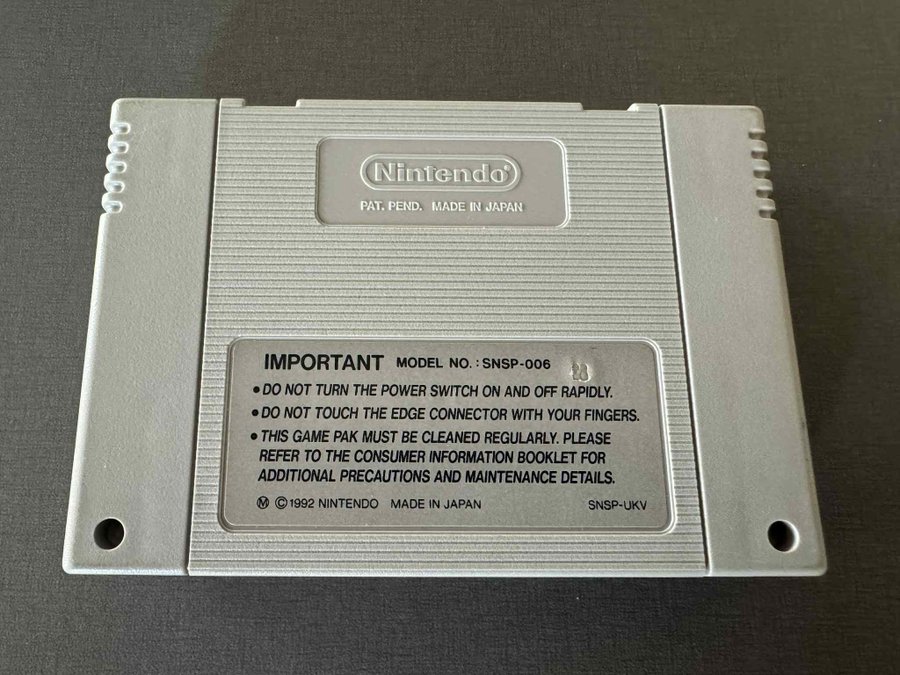 Nintendo®
PAT. PEND. MADE IN JAPAN
IMPORTANT MODEL NO. : SNSP-006
• DO NOT TURN THE POWER SWITCH ON AND OFF RAPIDLY.
• DO NOT TOUCH THE EDGE CONNECTOR WITH YOUR FINGERS.
• THIS GAME PAK MUST BE CLEANED REGULARLY. PLEASE
REFER TO THE CONSUMER INFORMATION BOOKLET FOR
ADDITIONAL PRECAUTIONS AND MAINTENANCE DETAILS.
Ⓜ © 1992 NINTENDO MADE IN JAPAN SNSP-UKV